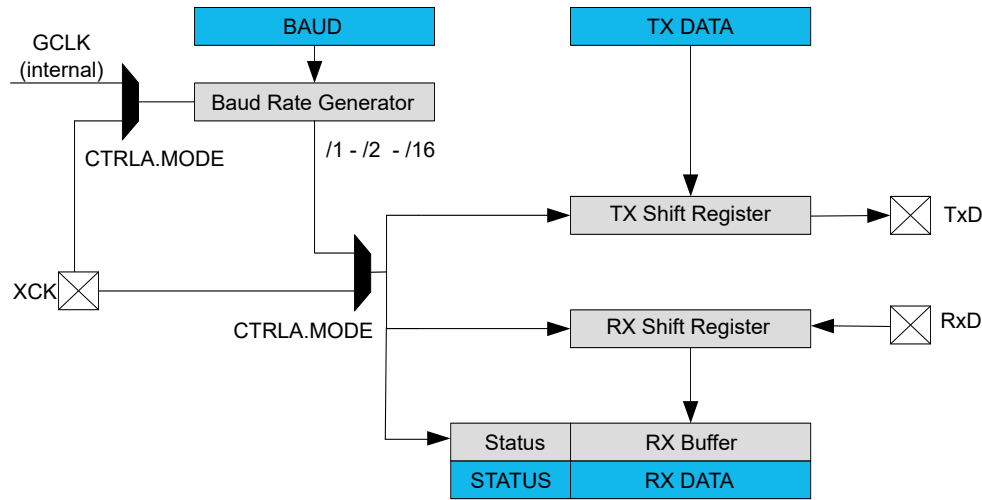 BAUD
TX DATA
GCLK
(internal)
Baud Rate Generator
CTRLA.MODE
/1 - /2 - /16
TX Shift Register
TxD
XCK
CTRLA.MODE
RX Shift Register
RxD
Status
RX Buffer
STATUS
RX DATA